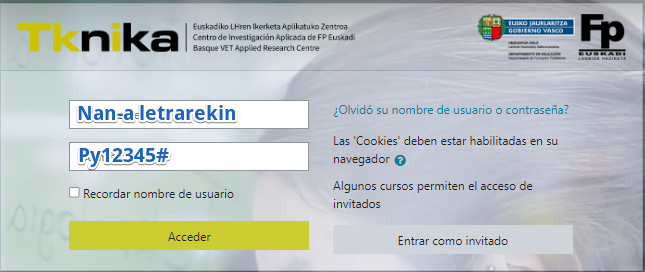 Tknika
Euskadiko LHren Ikerketa Aplikatuko Zentroa
Centro de Investigación Aplicada de FP Euskadi
Basque VET Applied Research Centre
EUSKO JAURLARITZA
GOBIERNO VASCO
Fp
EUSKADI
LANBIDE HEZIKETA
Nan-a letrarekin
Py12345#
Recordar nombre de usuario
Acceder
¿Olvidó su nombre de usuario o contraseña?
Las 'Cookies' deben estar habilitadas en su
navegador ?
Algunos cursos permiten el acceso de
invitados
Entrar como invitado